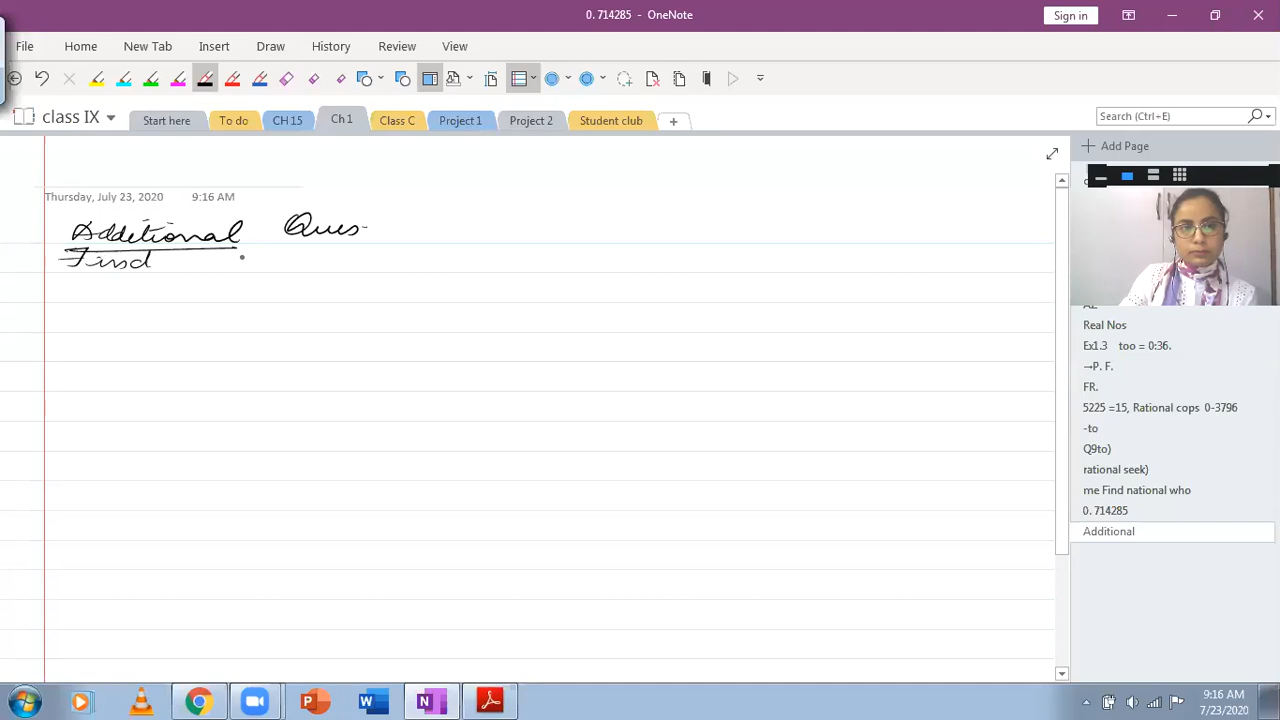 0. 714285 - OneNote
Sign in
File Home New Tab Insert Draw History Review View
class IX Start here To do CH 15 Ch 1 Class C Project 1 Project 2 Student club
Search (Ctrl+E)
Add Page
Thursday, July 23, 2020 9:16 AM
Additional Ques-
Find
Real Nos
Ex1.3 too = 0:36.
→P. F.
FR.
5225 =15, Rational cops 0-3796
-to
Q9to)
rational seek)
me Find national who
0. 714285
Additional
9:16 AM
7/23/2020